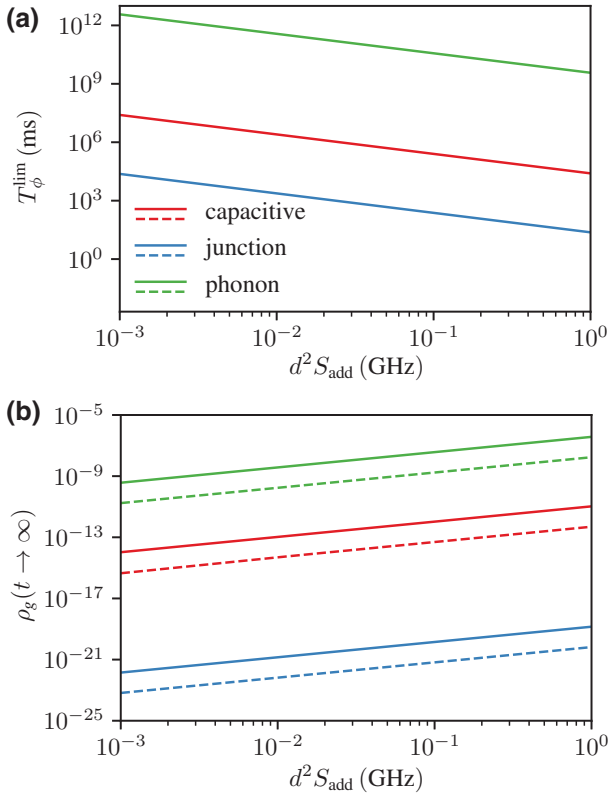 (a)
10^12
10^9
10^6
10^3
10^0
T_ϕ^lim (ms)
capacitive
junction
phonon
10^−3 10^−2 10^−1 10^0
d^2 S_add (GHz)
(b)
10^−5
10^−9
10^−13
10^−17
10^−21
10^−25
ρ_g(t → ∞)
10^−3 10^−2 10^−1 10^0
d^2 S_add (GHz)